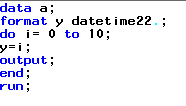 data a;
format y datetime22.;
do i= 0 to 10;
y=i;
output;
end;
run;